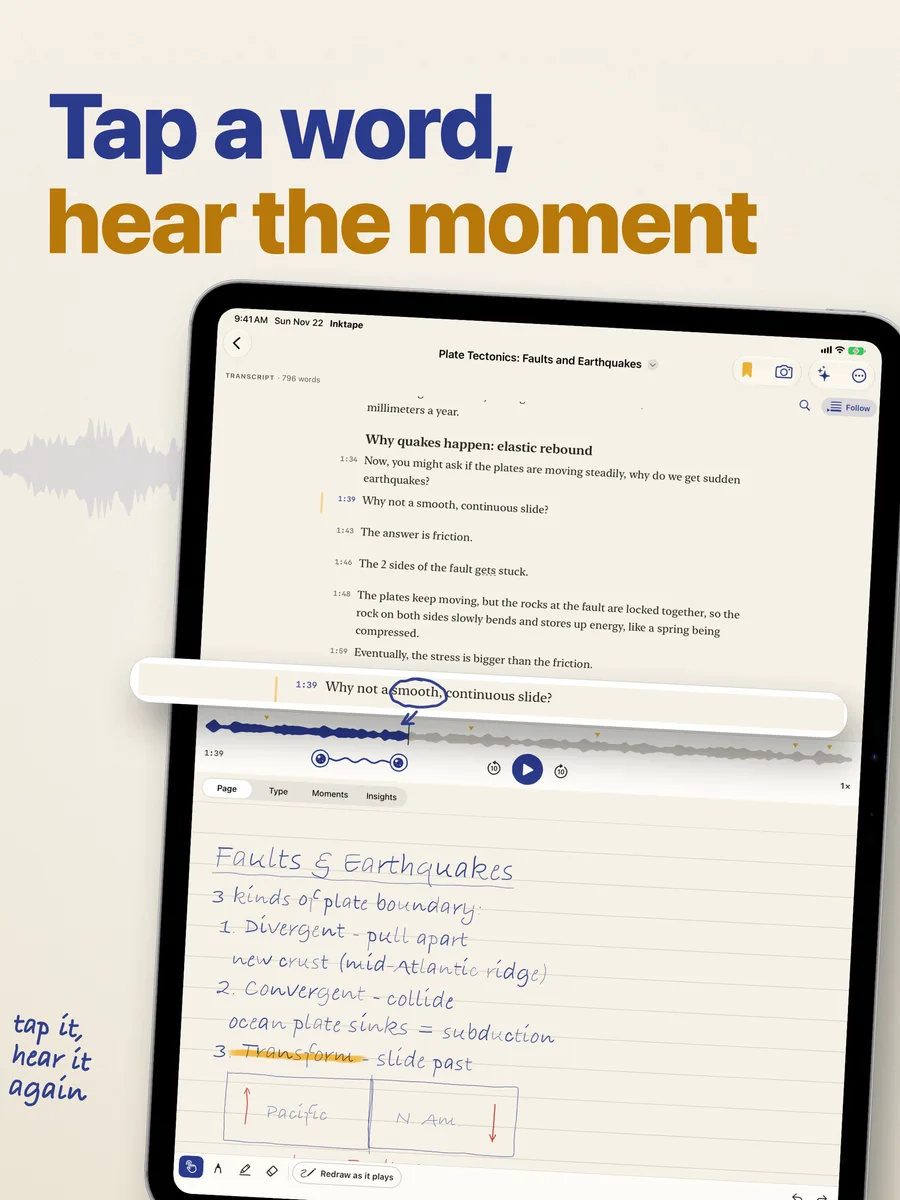 Tap a word,
hear the moment
9:41 AM Sun Nov 22 Inktape
Plate Tectonics: Faults and Earthquakes
TRANSCRIPT · 796 words
Follow
millimeters a year.
Why quakes happen: elastic rebound
1:34 Now, you might ask if the plates are moving steadily, why do we get sudden
earthquakes?
1:39 Why not a smooth, continuous slide?
1:43 The answer is friction.
1:46 The 2 sides of the fault gets stuck.
1:48 The plates keep moving, but the rocks at the fault are locked together, so the
rock on both sides slowly bends and stores up energy, like a spring being
compressed.
1:59 Eventually, the stress is bigger than the friction.
1:39 Why not a smooth, continuous slide?
1:39
10
10
1×
Page Type Moments Insights
Faults & Earthquakes
3 kinds of plate boundary:
1. Divergent - pull apart
new crust (mid-Atlantic ridge)
2. Convergent - collide
ocean plate sinks = subduction
3. Transform - slide past
Pacific N. Am
tap it,
hear it
again
Redraw as it plays